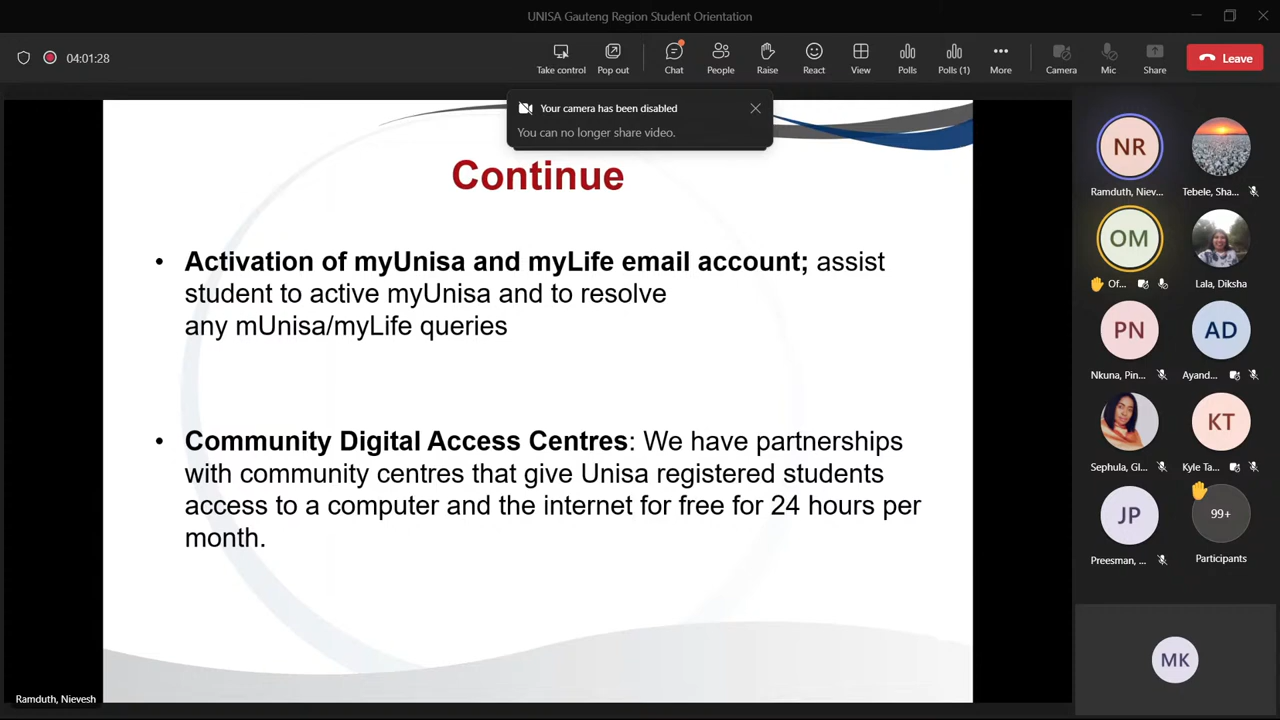 UNISA Gauteng Region Student Orientation
04:01:28
Take control
Pop out
Chat
People
Raise
React
View
Polls
Polls (1)
More
Camera
Mic
Share
Leave
Your camera has been disabled
You can no longer share video.
Continue
• Activation of myUnisa and myLife email account; assist
student to active myUnisa and to resolve
any mUnisa/myLife queries
• Community Digital Access Centres: We have partnerships
with community centres that give Unisa registered students
access to a computer and the internet for free for 24 hours per
month.
Ramduth, Nievesh
NR
Ramduth, Niev...
Tebele, Sha...
OM
Of...
Lala, Diksha
PN
Nkuna, Pin...
AD
Ayand...
Sephula, Gl...
KT
Kyle Ta...
JP
Preesman, ...
99+
Participants
MK